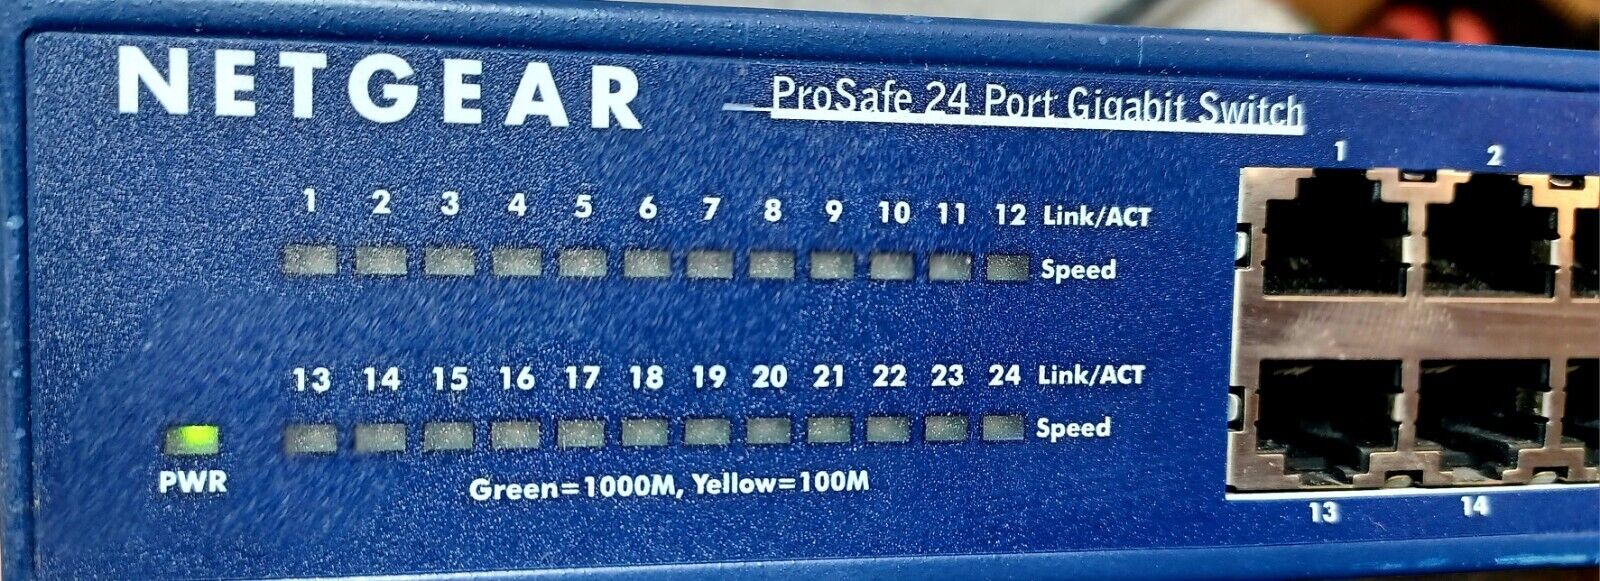 NETGEAR
ProSafe 24 Port Gigabit Switch
1 2
1 2 3 4 5 6 7 8 9 10 11 12 Link/ACT
Speed
13 14 15 16 17 18 19 20 21 22 23 24 Link/ACT
Speed
PWR
Green=1000M, Yellow=100M
13 14